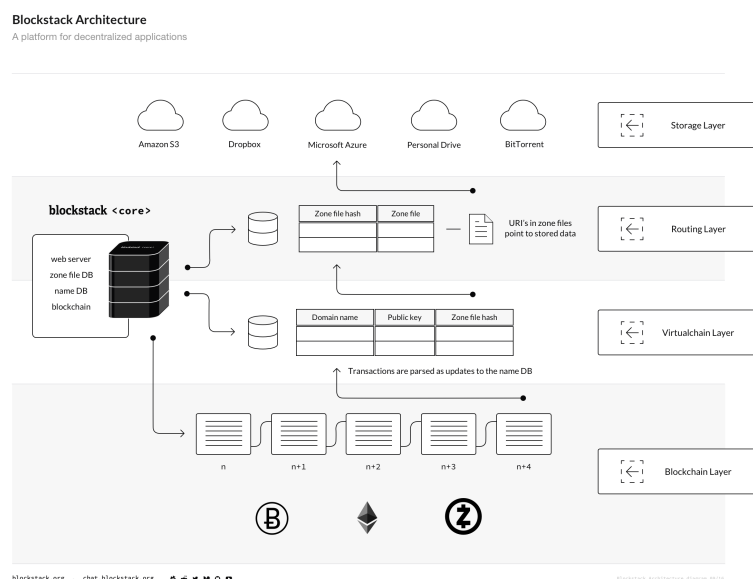 Blockstack Architecture
A platform for decentralized applications
Amazon S3
Dropbox
Microsoft Azure
Personal Drive
BitTorrent
Storage Layer
blockstack <core>
web server
zone file DB
name DB
blockchain
Zone file hash
Zone file
URI's in zone files
point to stored data
Routing Layer
Domain name
Public key
Zone file hash
Virtualchain Layer
Transactions are parsed as updates to the name DB
n
n+1
n+2
n+3
n+4
Blockchain Layer
blockstack.org
chat.blockstack.org